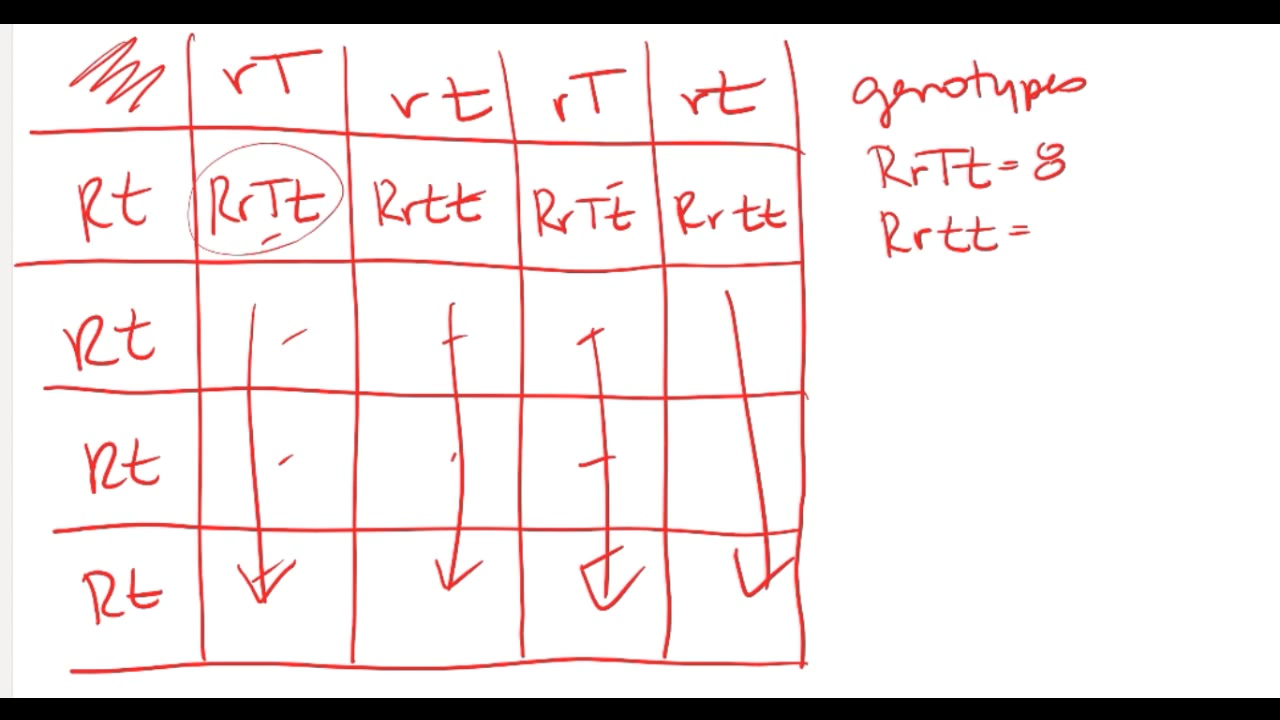 rT rt rT rt
Rt RrTt Rrtt RrTt Rrtt
Rt
Rt
Rt
genotypes
RrTt = 8
Rrtt =